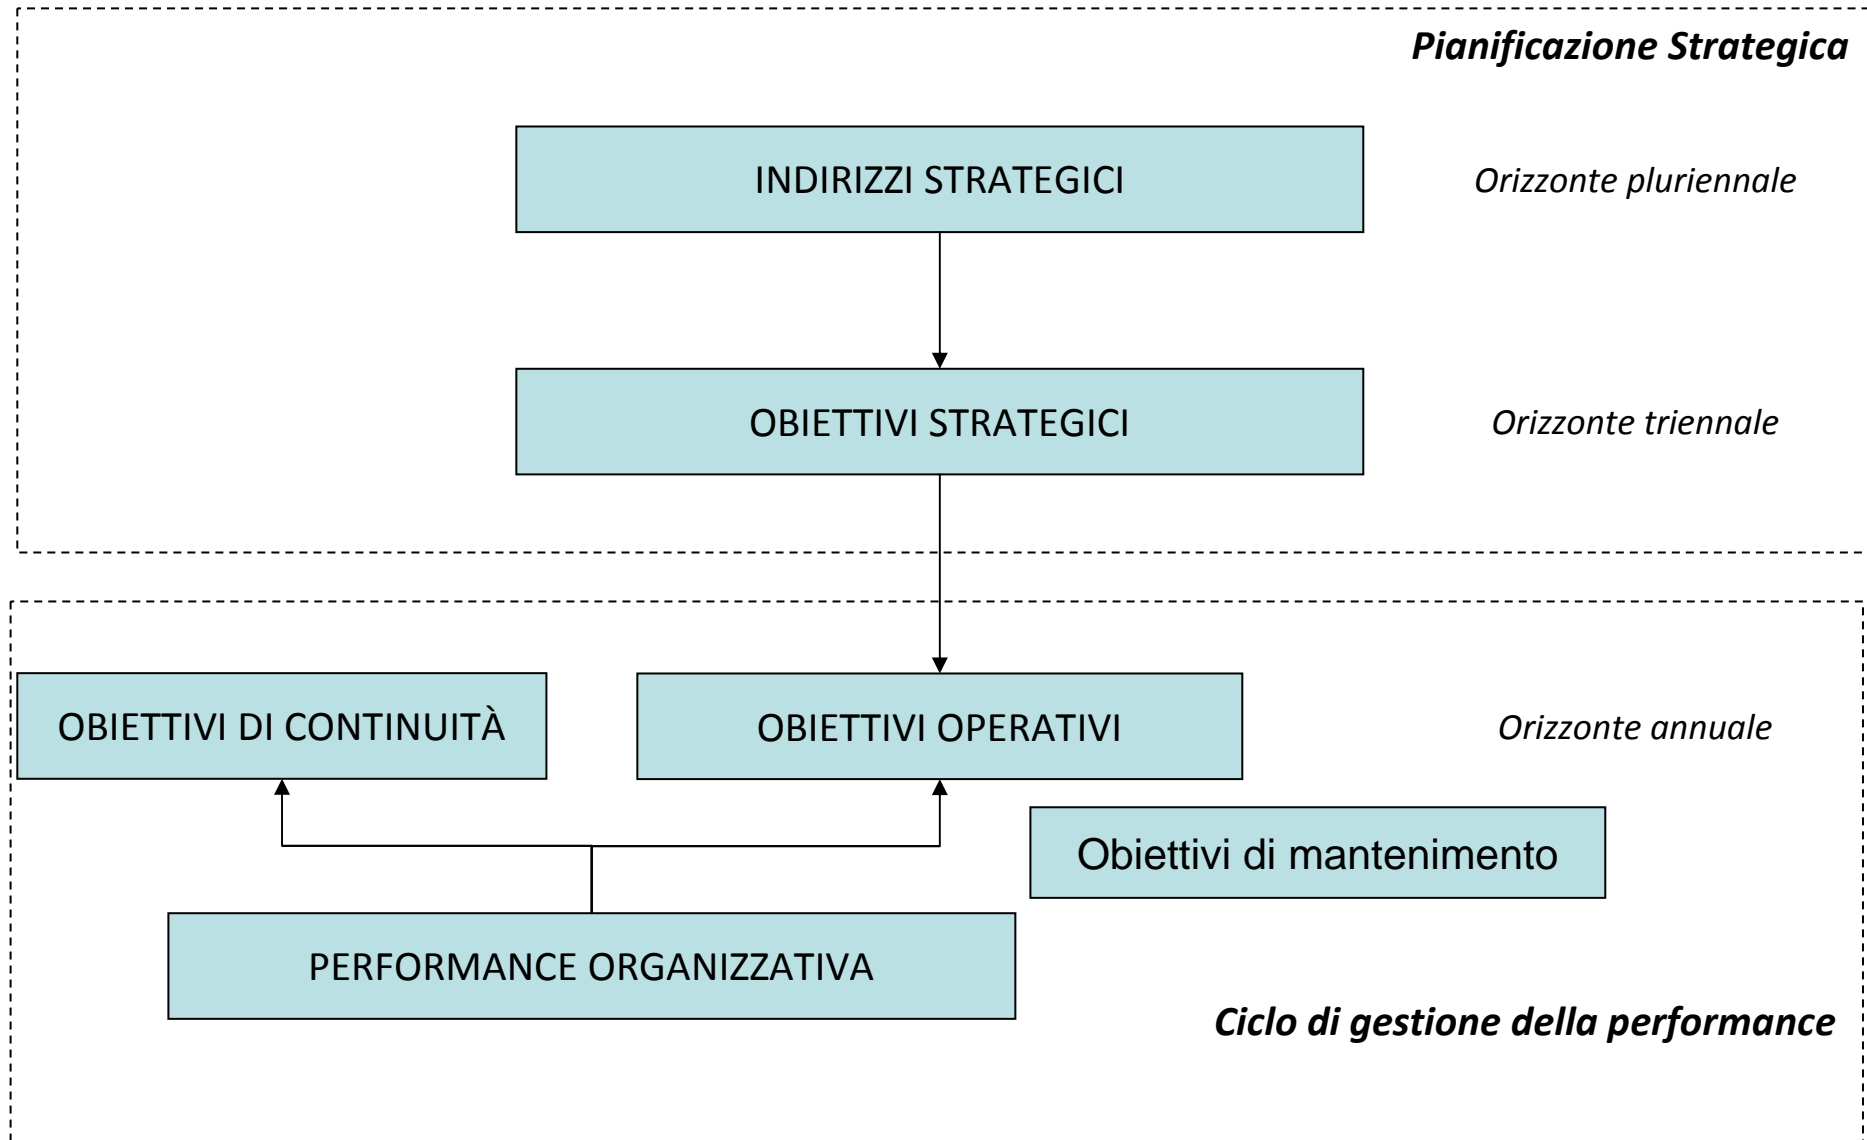 Pianificazione Strategica
INDIRIZZI STRATEGICI
Orizzonte pluriennale
OBIETTIVI STRATEGICI
Orizzonte triennale
OBIETTIVI DI CONTINUITÀ
OBIETTIVI OPERATIVI
Orizzonte annuale
Obiettivi di mantenimento
PERFORMANCE ORGANIZZATIVA
Ciclo di gestione della performance